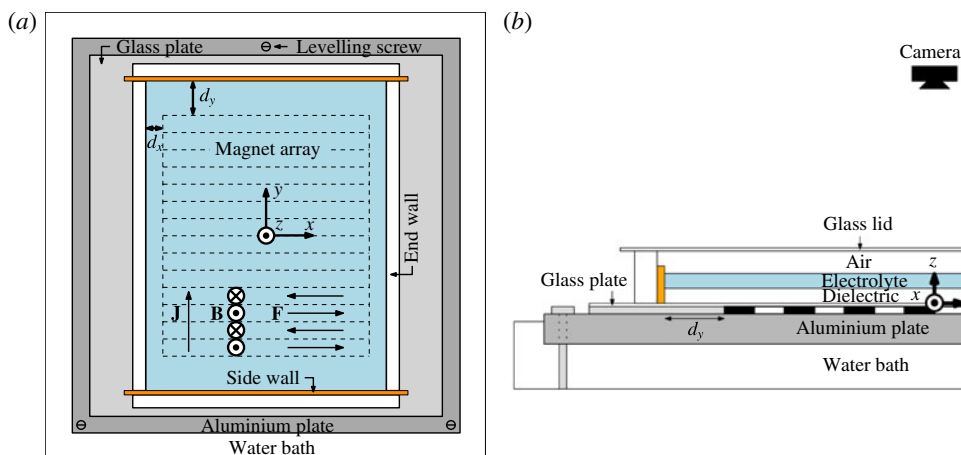 (a)
Glass plate
Levelling screw
d_y
d_x
Magnet array
y
z
x
End wall
J
B
F
Side wall
Aluminium plate
Water bath
(b)
Camera
Glass lid
Air
z
Glass plate
Electrolyte
Dielectric
x
d_y
Aluminium plate
Water bath